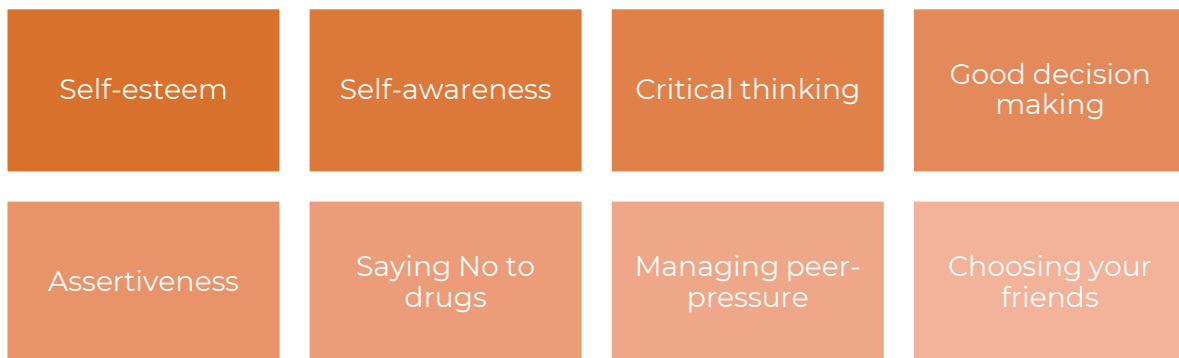 Self-esteem
Self-awareness
Critical thinking
Good decision
making
Assertiveness
Saying No to
drugs
Managing peer-
pressure
Choosing your
friends